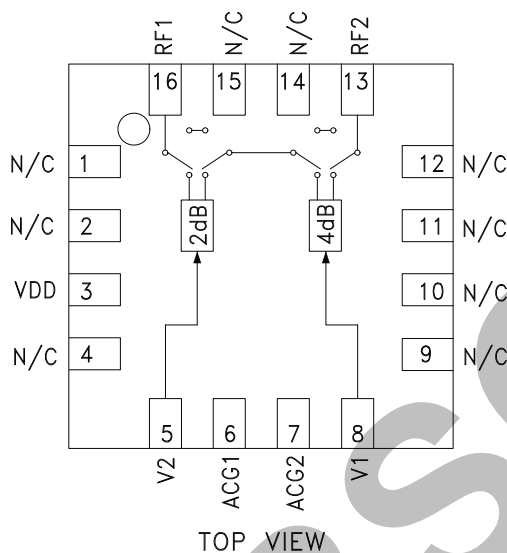 RF1 N/C N/C RF2
16 15 14 13
N/C 1
N/C 2
VDD 3
N/C 4
12 N/C
11 N/C
10 N/C
9 N/C
2dB 4dB
5 6 7 8
V2 ACG1 ACG2 V1
TOP VIEW